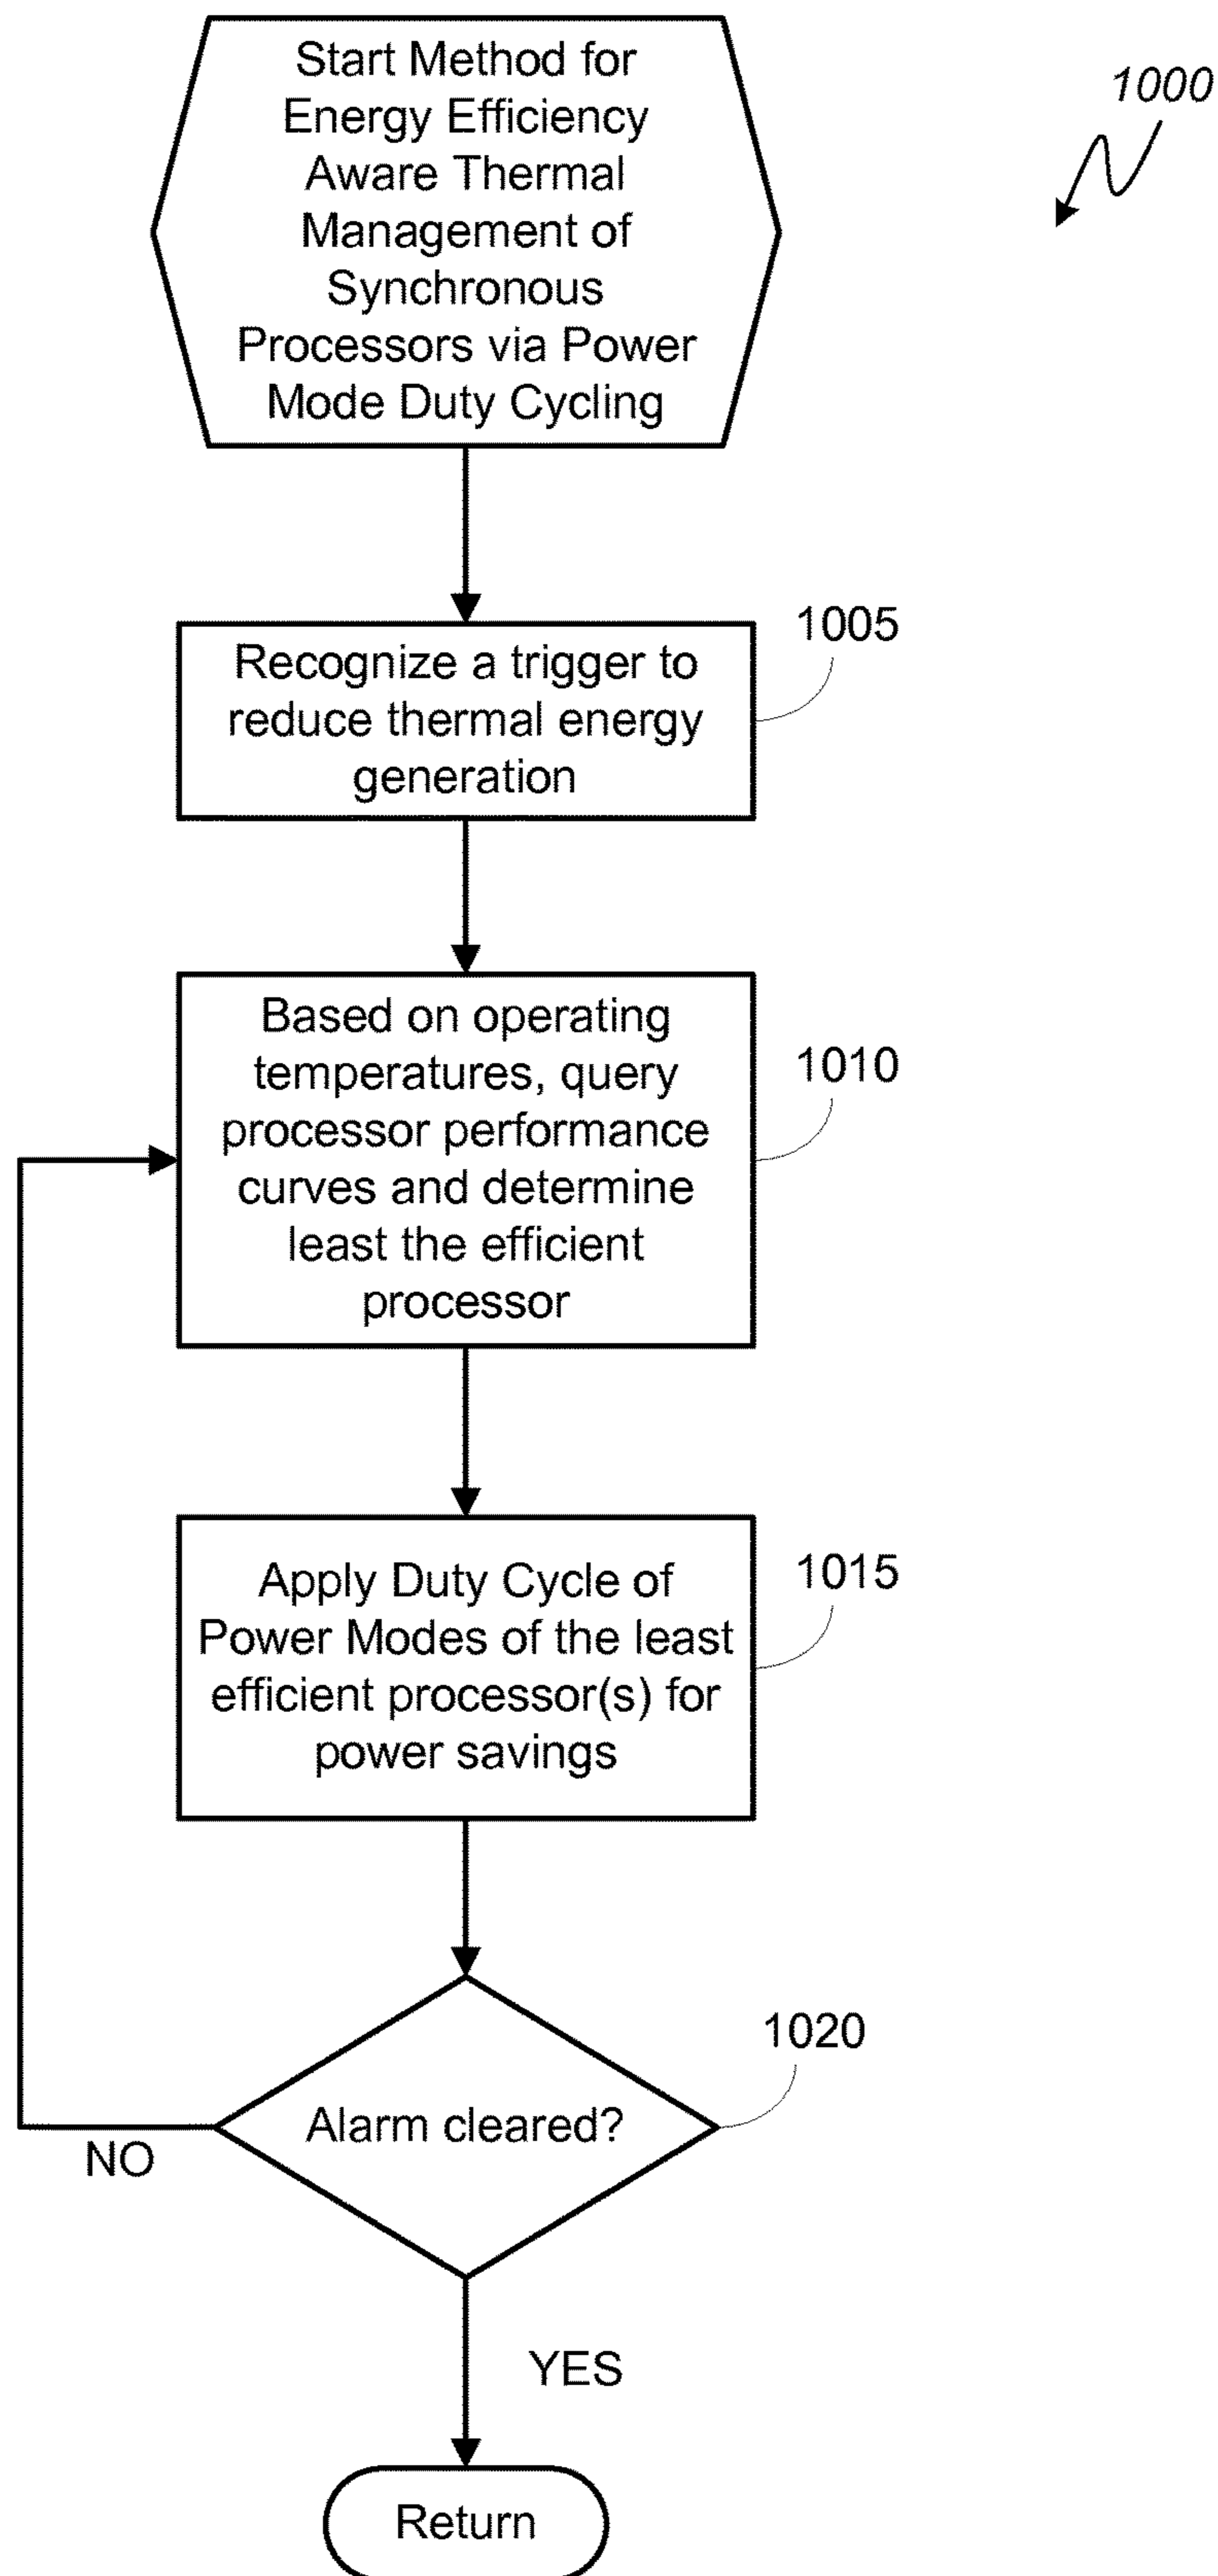 Start Method for
Energy Efficiency
Aware Thermal
Management of
Synchronous
Processors via Power
Mode Duty Cycling
1000
Recognize a trigger to
reduce thermal energy
generation
1005
Based on operating
temperatures, query
processor performance
curves and determine
least the efficient
processor
1010
Apply Duty Cycle of
Power Modes of the least
efficient processor(s) for
power savings
1015
Alarm cleared?
1020
NO
YES
Return